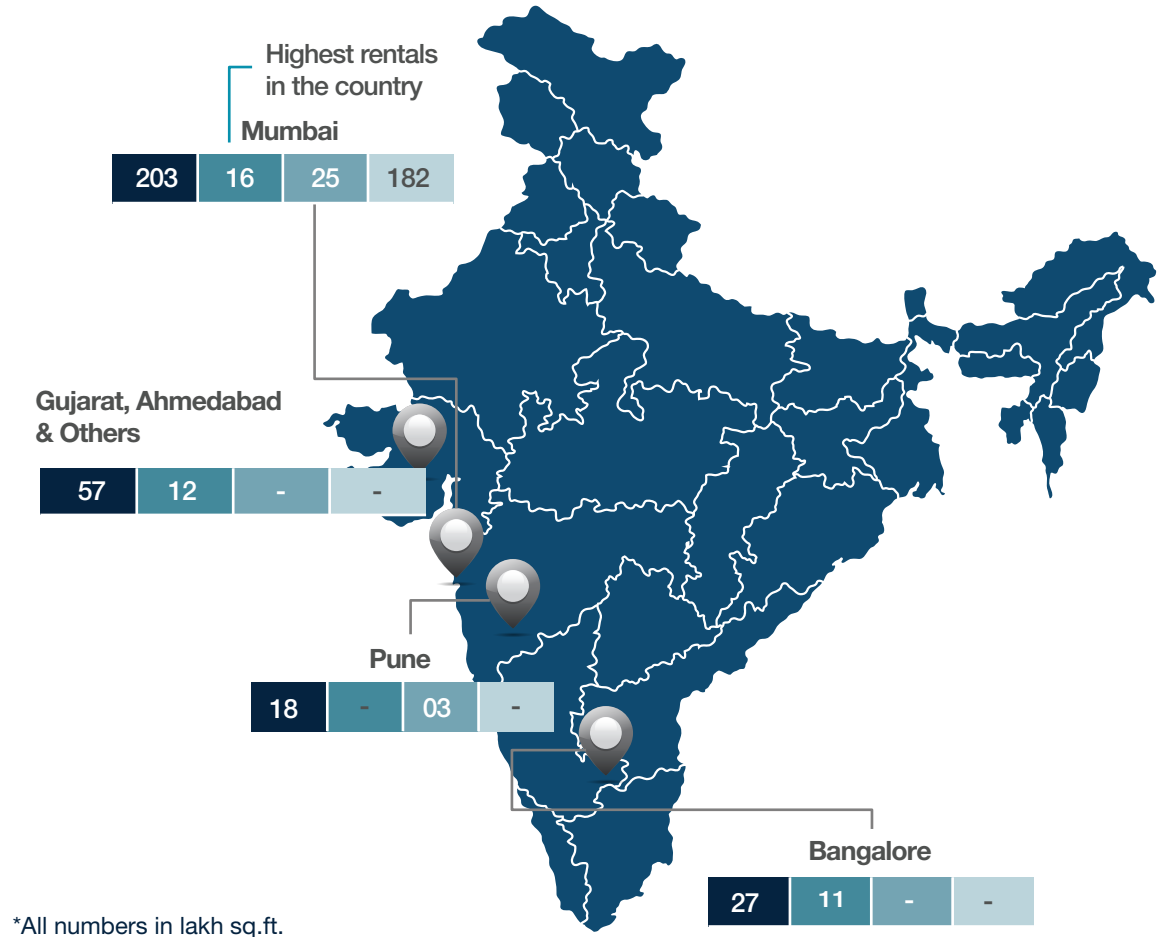 Highest rentals
in the country
Mumbai
203 16 25 182
Gujarat, Ahmedabad
& Others
57 12 - -
Pune
18 - 03 -
Bangalore
27 11 - -
*All numbers in lakh sq.ft.